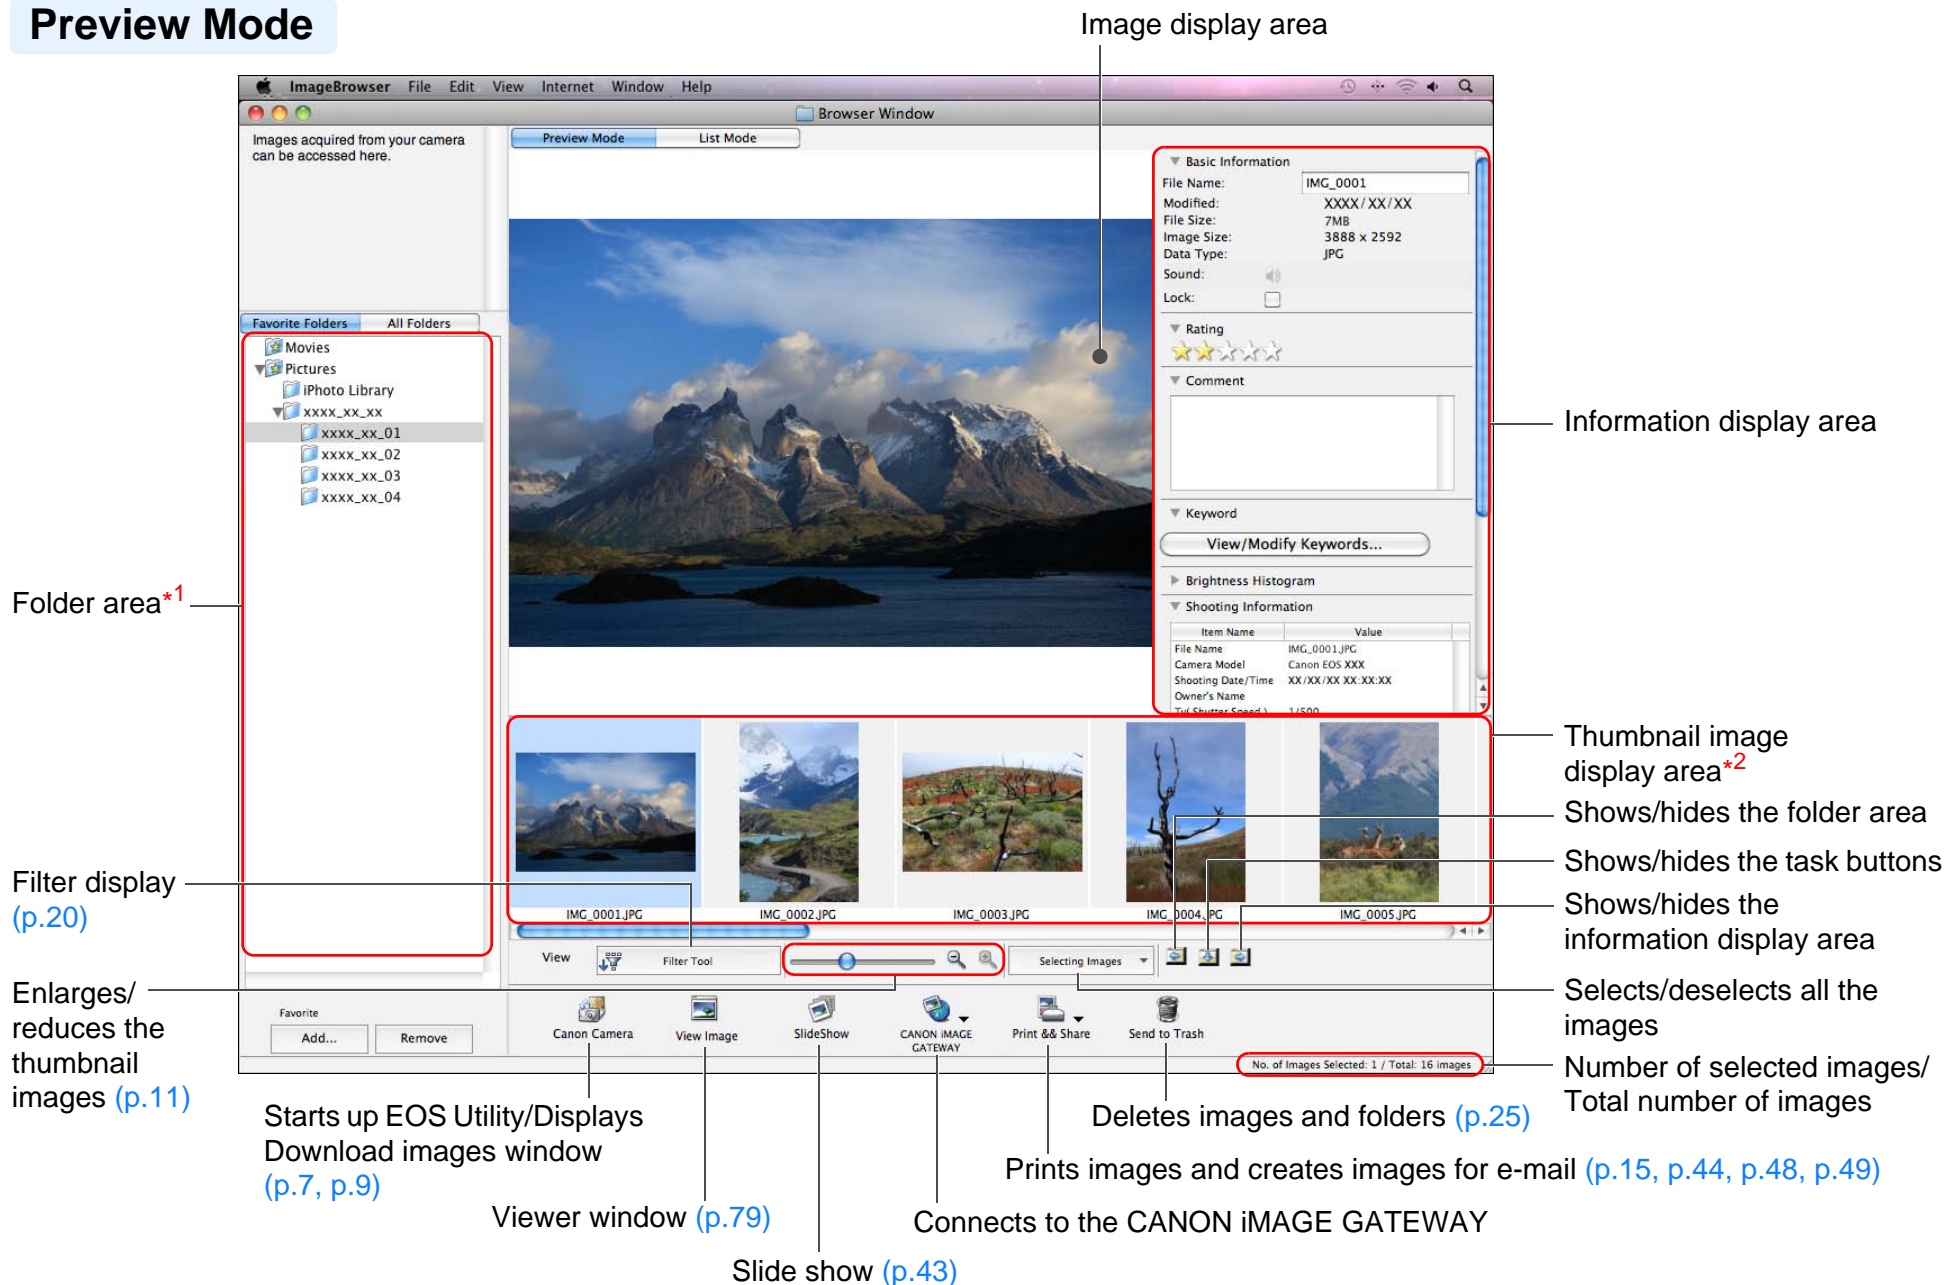 Preview Mode
Image display area
ImageBrowser File Edit View Internet Window Help
Browser Window
Images acquired from your camera
can be accessed here.
Preview Mode
List Mode
Favorite Folders
All Folders
Movies
Pictures
iPhoto Library
xxxx_xx_xx
xxxx_xx_01
xxxx_xx_02
xxxx_xx_03
xxxx_xx_04
Basic Information
File Name: IMG_0001
Modified: XXXX/XX/XX
File Size: 7MB
Image Size: 3888 x 2592
Data Type: JPG
Sound:
Lock:
Rating
Comment
Keyword
View/Modify Keywords...
Brightness Histogram
Shooting Information
Item Name Value
File Name IMG_0001.JPG
Camera Model Canon EOS XXX
Shooting Date/Time XX/XX/XX XX:XX:XX
Owner's Name
Tv( Shutter Speed ) 1/500
Information display area
Folder area*1
Thumbnail image
display area*2
Shows/hides the folder area
Shows/hides the task buttons
Shows/hides the
information display area
Selects/deselects all the
images
Number of selected images/
Total number of images
Filter display
(p.20)
Enlarges/
reduces the
thumbnail
images (p.11)
IMG_0001.JPG
IMG_0002.JPG
IMG_0003.JPG
IMG_0004.JPG
IMG_0005.JPG
View
Filter Tool
Selecting Images
Favorite
Add...
Remove
Canon Camera
View Image
SlideShow
CANON iMAGE
GATEWAY
Print && Share
Send to Trash
No. of Images Selected: 1 / Total: 16 images
Starts up EOS Utility/Displays
Download images window
(p.7, p.9)
Viewer window (p.79)
Slide show (p.43)
Deletes images and folders (p.25)
Prints images and creates images for e-mail (p.15, p.44, p.48, p.49)
Connects to the CANON iMAGE GATEWAY